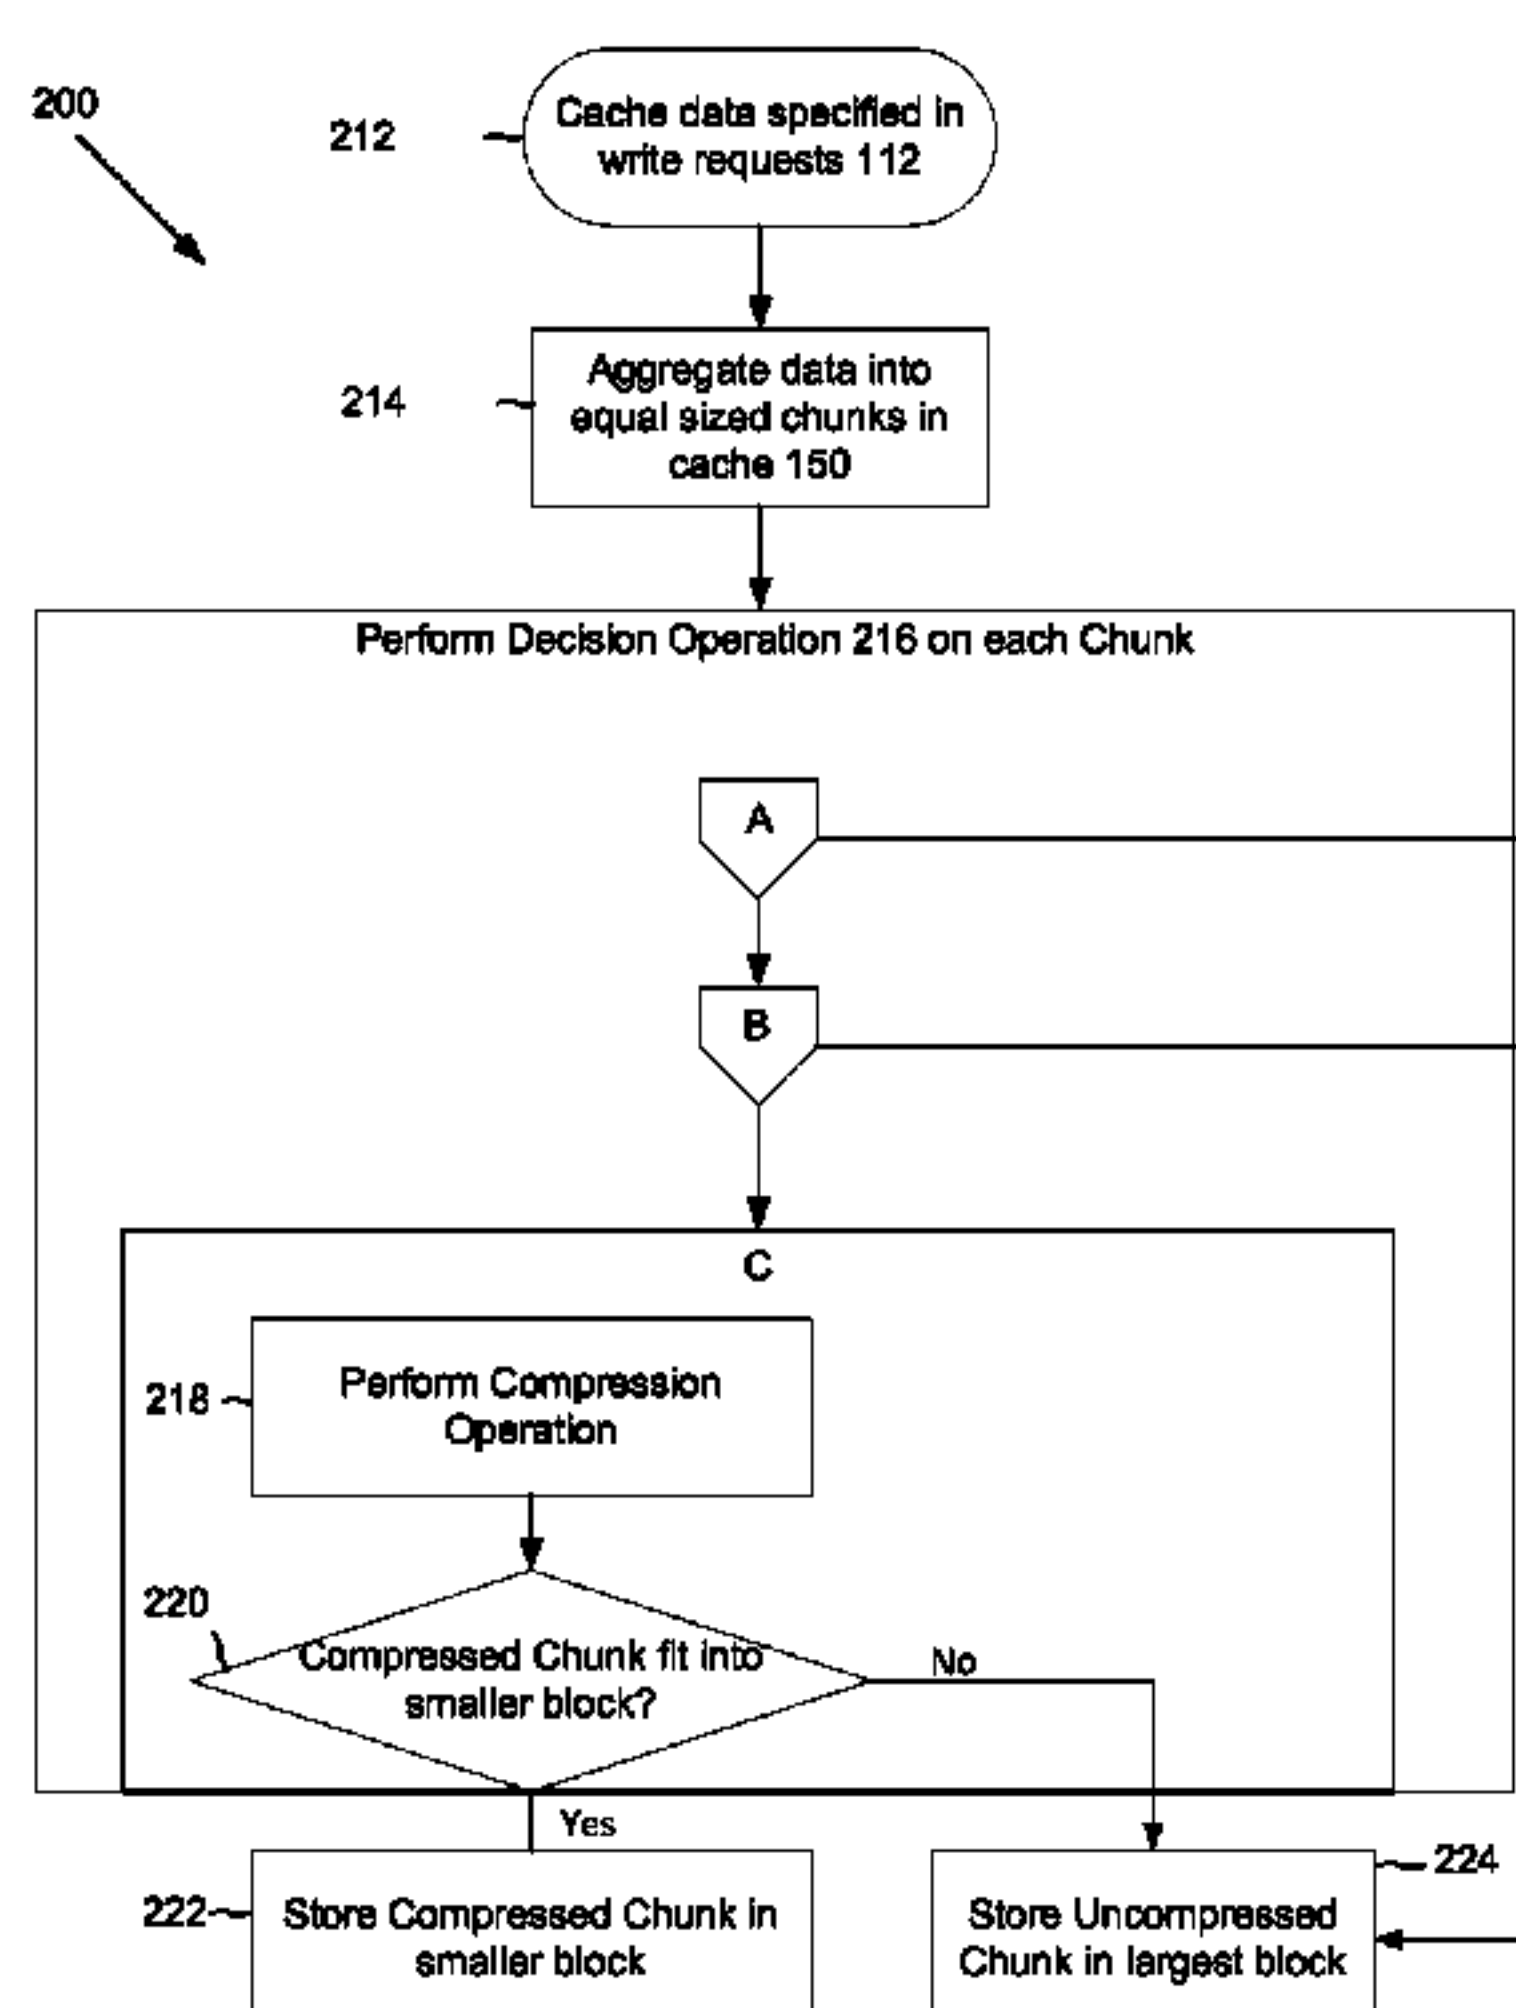 200
212
Cache data specified in
write requests 112
214
Aggregate data into
equal sized chunks in
cache 150
Perform Decision Operation 216 on each Chunk
A
B
C
218
Perform Compression
Operation
220
Compressed Chunk fit into
smaller block?
No
Yes
222
Store Compressed Chunk in
smaller block
Store Uncompressed
Chunk in largest block
224